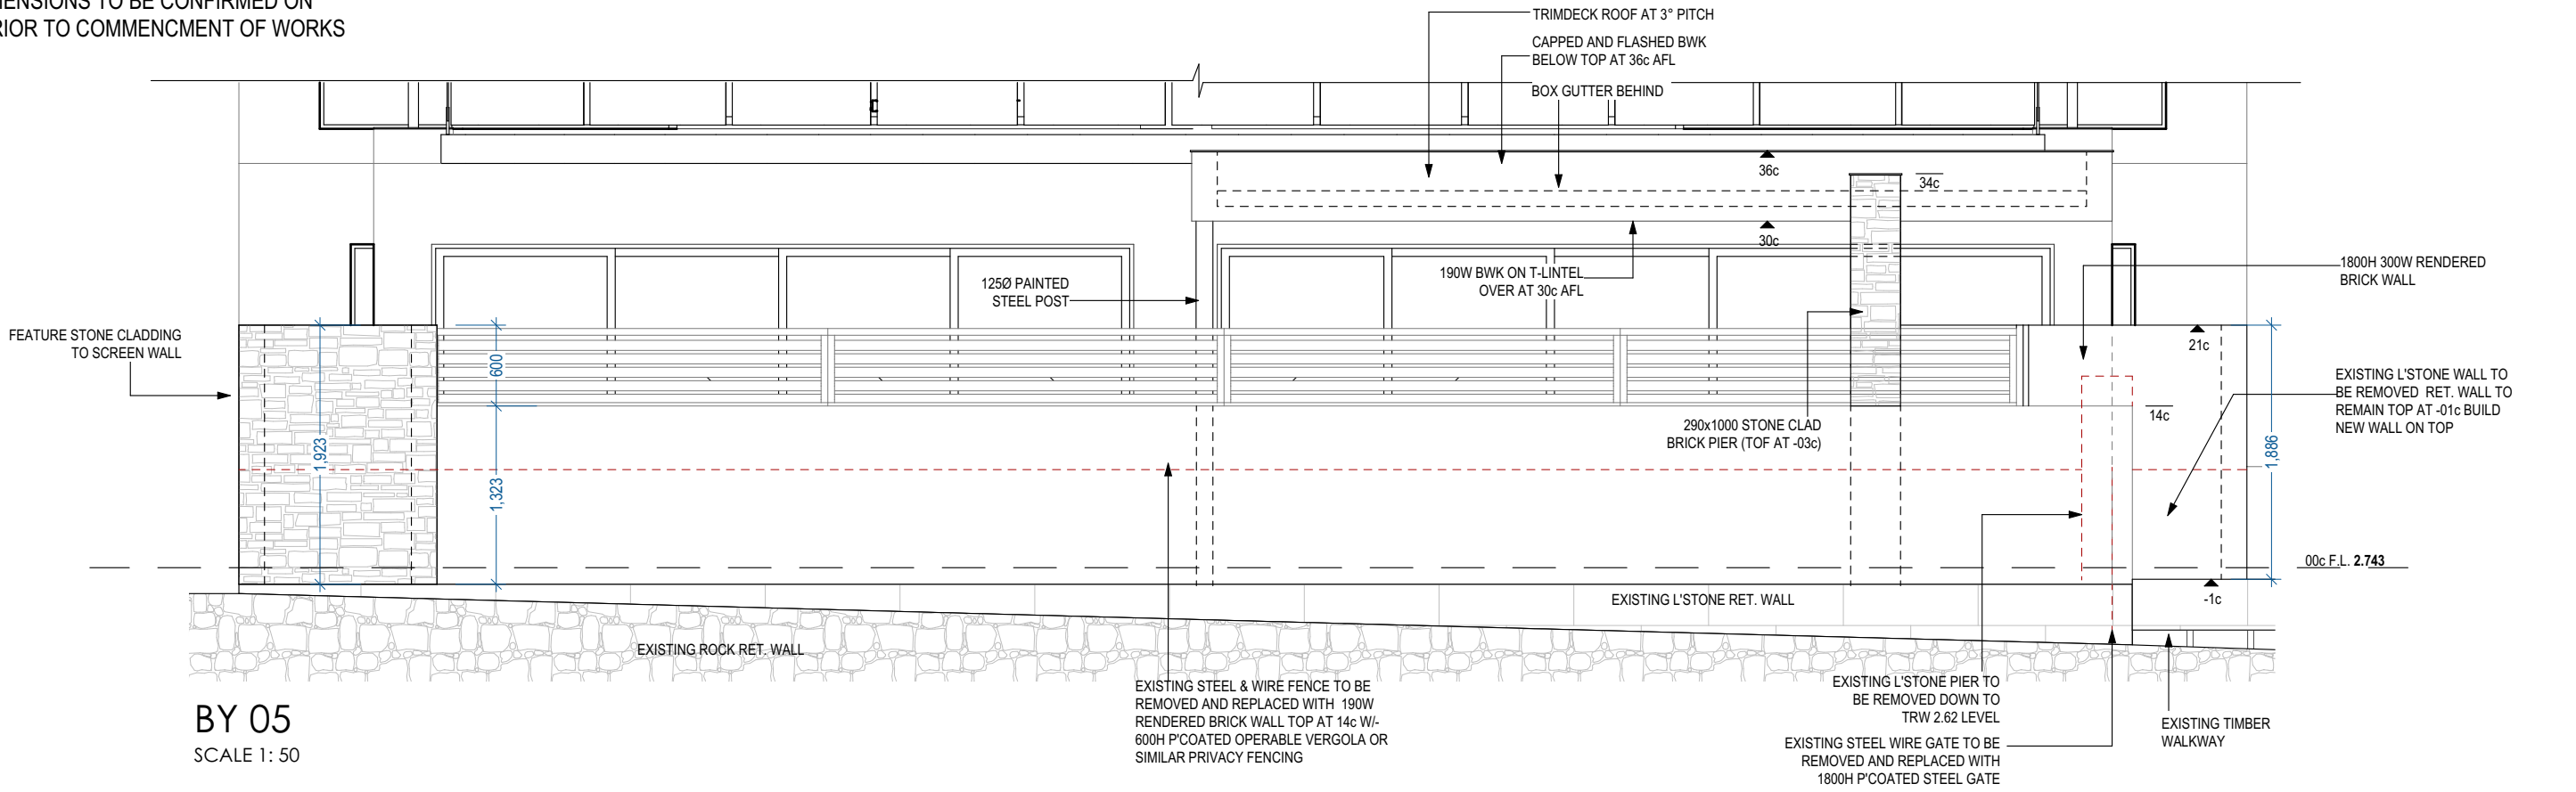 ENSIONS TO BE CONFIRMED ON
RIOR TO COMMENCMENT OF WORKS
TRIMDECK ROOF AT 3° PITCH
CAPPED AND FLASHED BWK
BELOW TOP AT 36c AFL
BOX GUTTER BEHIND
36c
34c
30c
190W BWK ON T-LINTEL
OVER AT 30c AFL
125Ø PAINTED
STEEL POST
1800H 300W RENDERED
BRICK WALL
FEATURE STONE CLADDING
TO SCREEN WALL
600
21c
EXISTING L'STONE WALL TO
BE REMOVED RET. WALL TO
REMAIN TOP AT -01c BUILD
NEW WALL ON TOP
14c
290x1000 STONE CLAD
BRICK PIER (TOF AT -03c)
1,923
1,323
1,886
00c F.L. 2.743
-1c
EXISTING L'STONE RET. WALL
EXISTING ROCK RET. WALL
EXISTING STEEL & WIRE FENCE TO BE
REMOVED AND REPLACED WITH 190W
RENDERED BRICK WALL TOP AT 14c W/-
600H P'COATED OPERABLE VERGOLA OR
SIMILAR PRIVACY FENCING
EXISTING L'STONE PIER TO
BE REMOVED DOWN TO
TRW 2.62 LEVEL
EXISTING STEEL WIRE GATE TO BE
REMOVED AND REPLACED WITH
1800H P'COATED STEEL GATE
EXISTING TIMBER
WALKWAY
BY 05
SCALE 1: 50